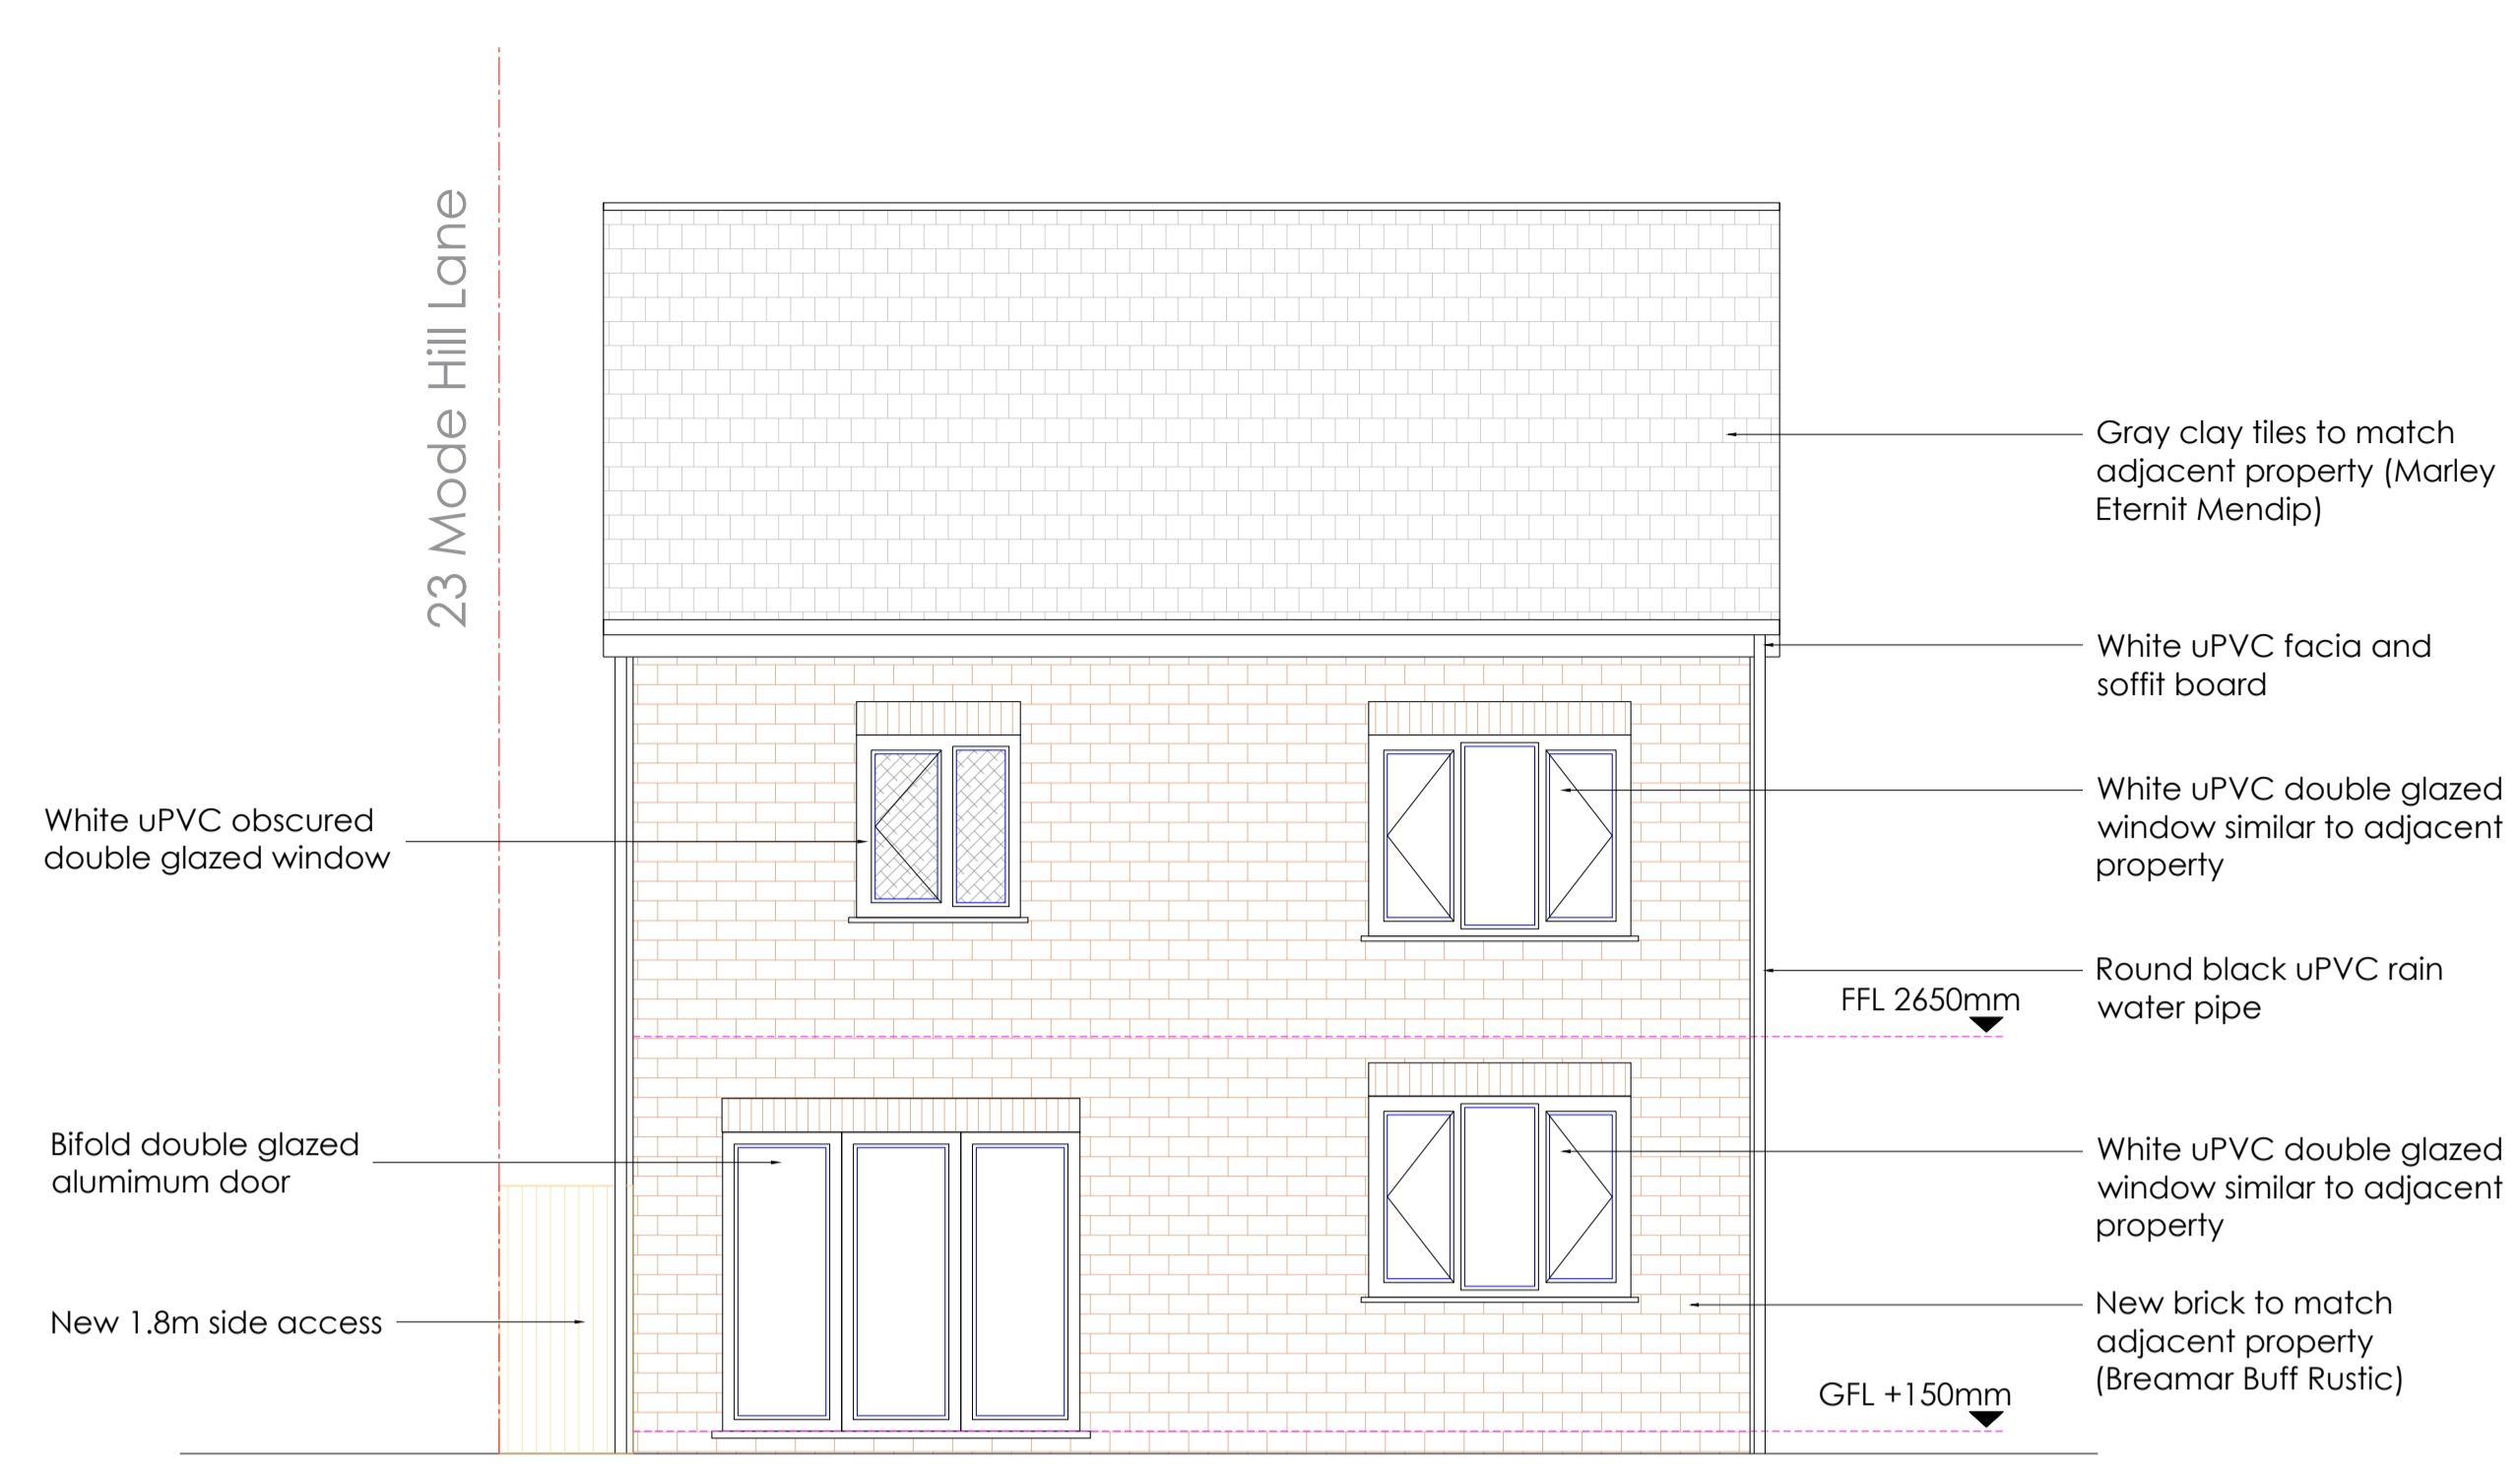 23 Mode Hill Lane
White uPVC obscured
double glazed window
Bifold double glazed
alumimum door
New 1.8m side access
Gray clay tiles to match
adjacent property (Marley
Eternit Mendip)
White uPVC facia and
soffit board
White uPVC double glazed
window similar to adjacent
property
Round black uPVC rain
water pipe
FFL 2650mm
White uPVC double glazed
window similar to adjacent
property
New brick to match
adjacent property
(Breamar Buff Rustic)
GFL +150mm